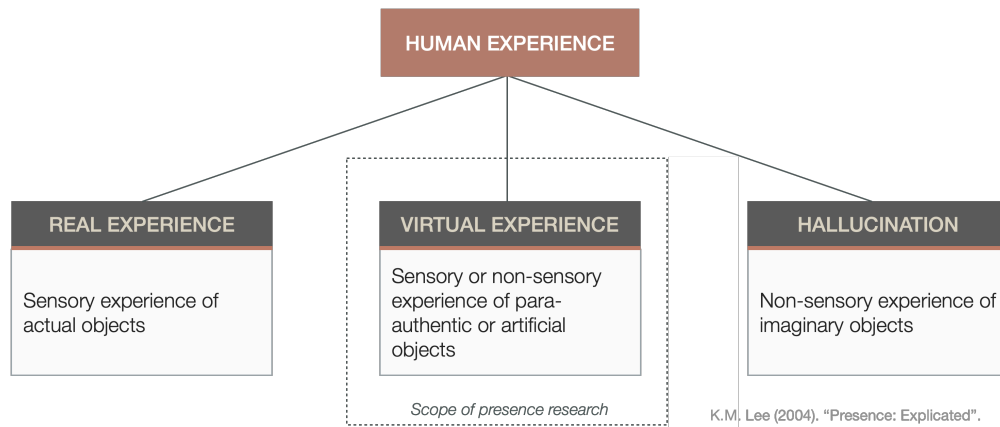 HUMAN EXPERIENCE
REAL EXPERIENCE
Sensory experience of
actual objects
VIRTUAL EXPERIENCE
Sensory or non-sensory
experience of para-
authentic or artificial
objects
Scope of presence research
HALLUCINATION
Non-sensory experience of
imaginary objects
K.M. Lee (2004). “Presence: Explicated”.